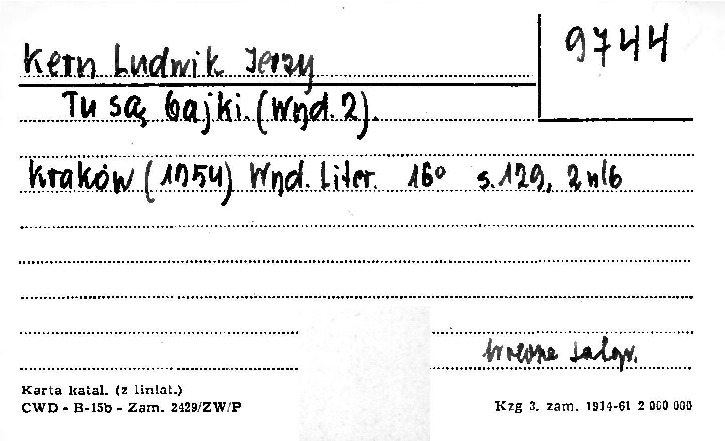 9744
Kern Ludwik Jerzy
Tu są bajki. (Wyd. 2).
Kraków (1954) Wyd. Liter. 16° s. 129, 2 nlb
Karta katal. (z liniat.)
CWD - B-15b - Zam. 2429/ZW/P
Kzg 3. zam. 1914-61 2 000 000